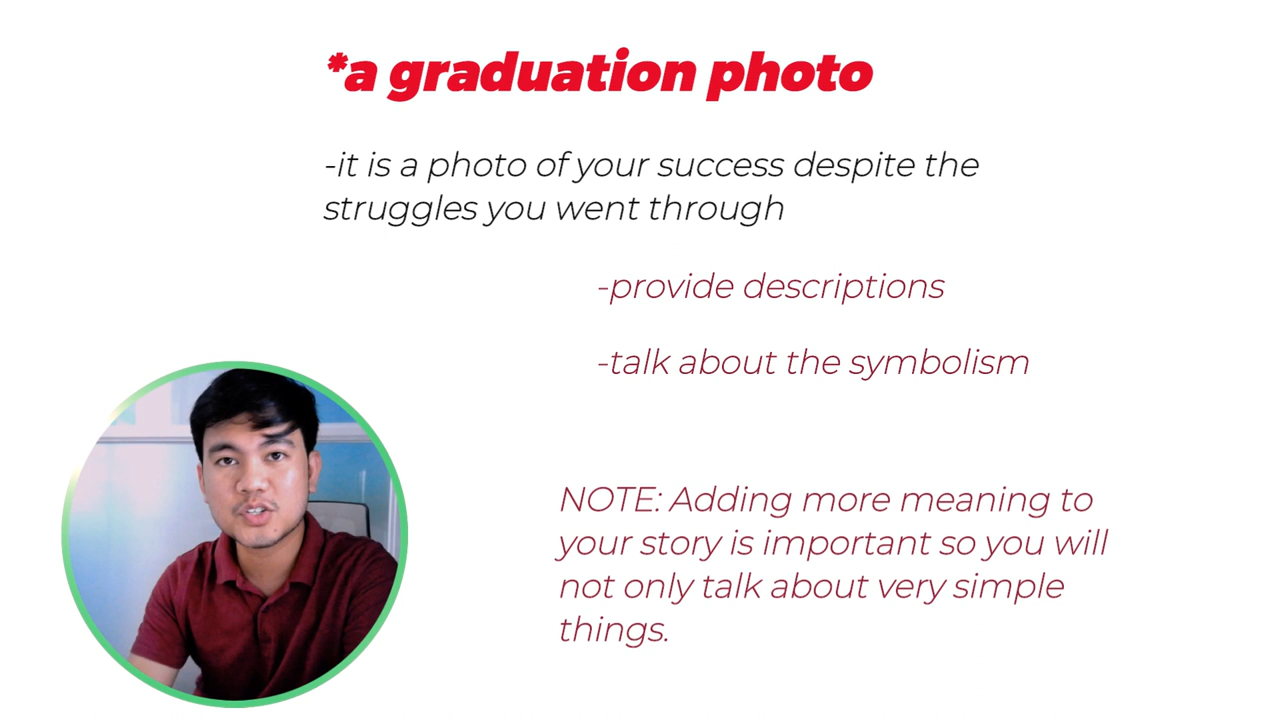 *a graduation photo
-it is a photo of your success despite the
struggles you went through
-provide descriptions
-talk about the symbolism
NOTE: Adding more meaning to
your story is important so you will
not only talk about very simple
things.